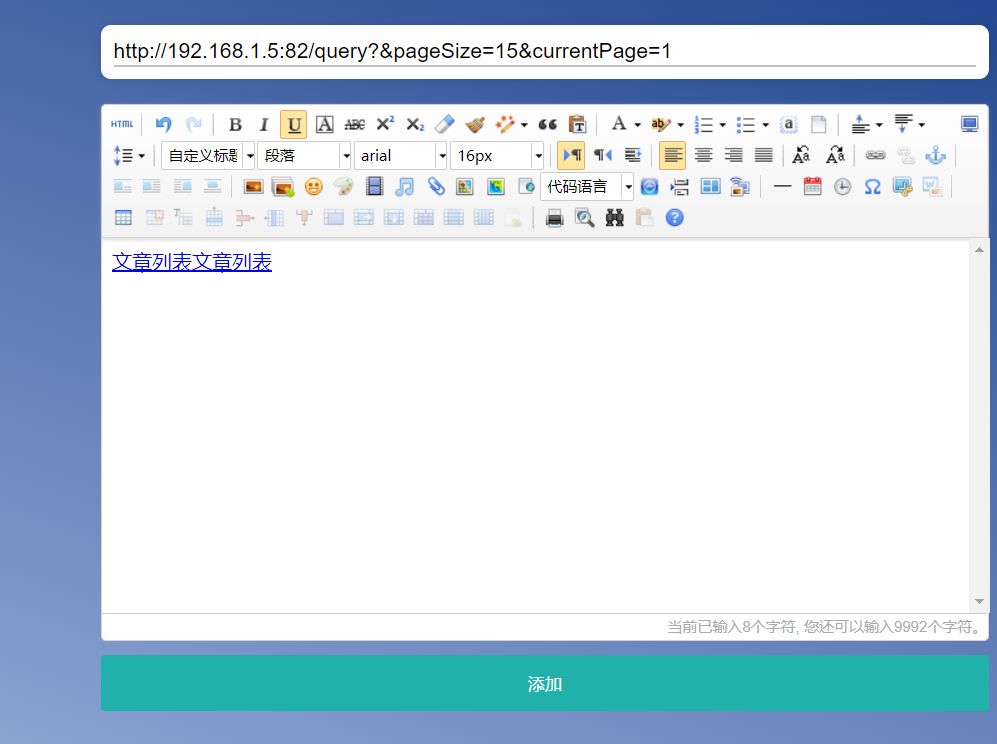 http://192.168.1.5:82/query?&pageSize=15&currentPage=1
HTML B I U A ABC X² X₂ A ab a
自定义标题 段落 arial 16px
代码语言
文章列表文章列表
当前已输入8个字符, 您还可以输入9992个字符。
添加